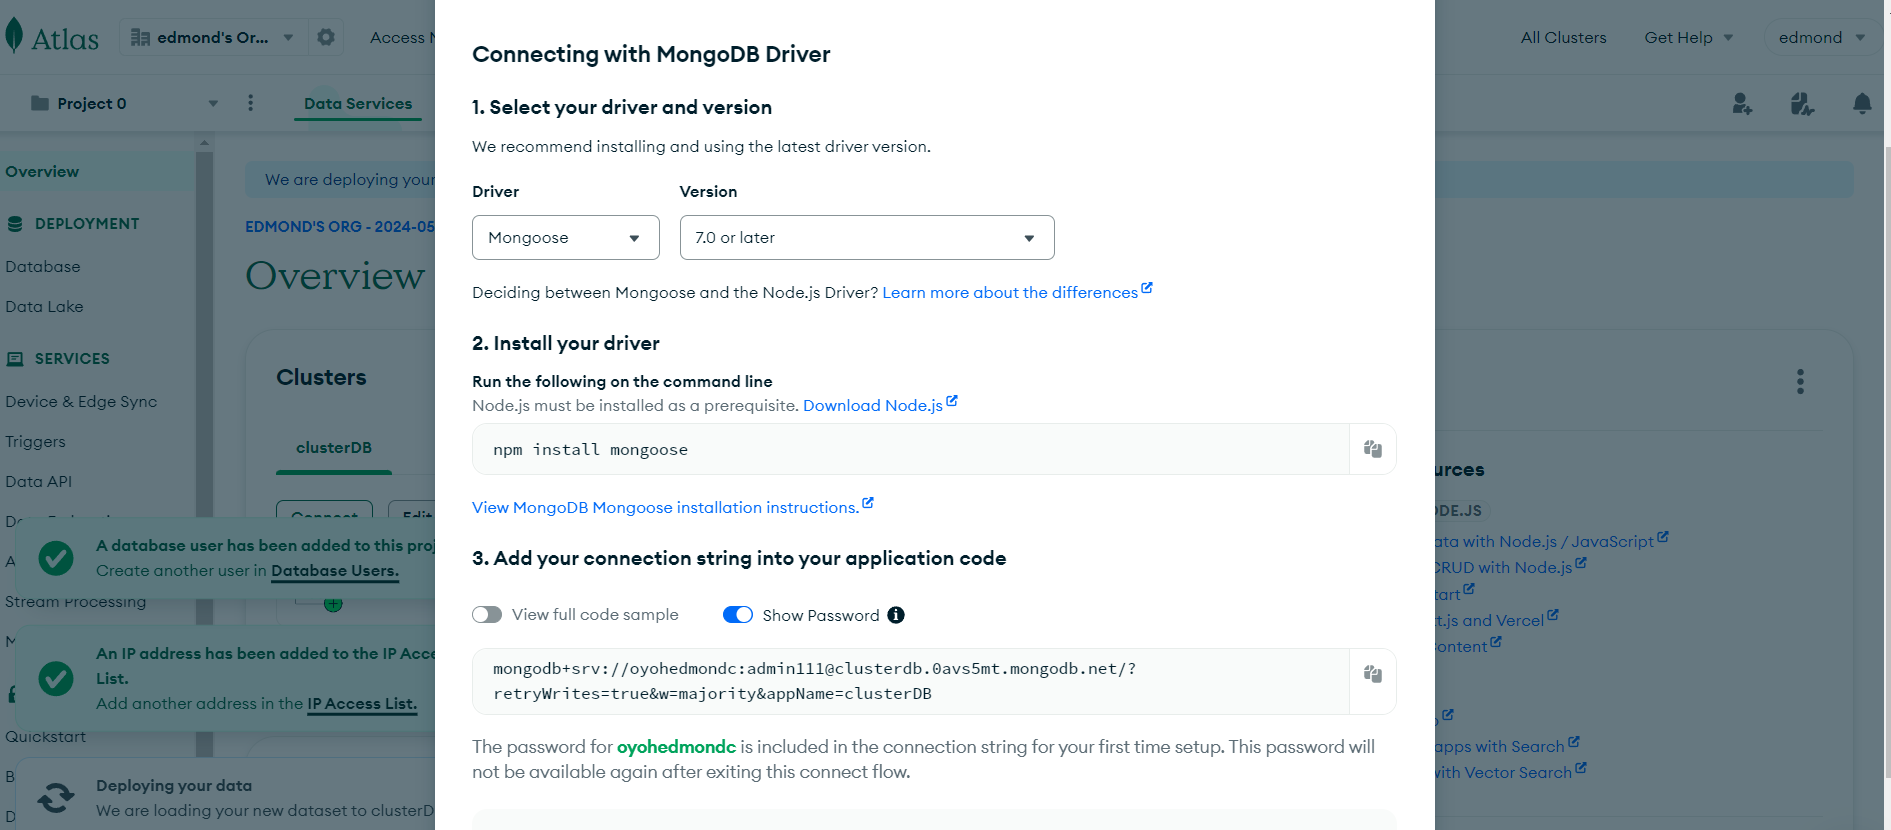 Atlas
edmond's Or...
Access
All Clusters
Get Help
edmond
Project 0
Data Services
Overview
DEPLOYMENT
Database
Data Lake
SERVICES
Device & Edge Sync
Triggers
Data API
Stream Processing
Quickstart
We are deploying your
EDMOND'S ORG - 2024-05
Overview
Clusters
clusterDB
Connect
Edit
A database user has been added to this
Create another user in Database Users.
An IP address has been added to the IP
List.
Add another address in the IP Access List.
Deploying your data
We are loading your new dataset to
Connecting with MongoDB Driver
1. Select your driver and version
We recommend installing and using the latest driver version.
Driver
Version
Mongoose
7.0 or later
Deciding between Mongoose and the Node.js Driver? Learn more about the differences
2. Install your driver
Run the following on the command line
Node.js must be installed as a prerequisite. Download Node.js
npm install mongoose
View MongoDB Mongoose installation instructions.
3. Add your connection string into your application code
View full code sample
Show Password
mongodb+srv://oyohedmondc:admin111@clusterdb.0avs5mt.mongodb.net/?
retryWrites=true&w=majority&appName=clusterDB
The password for oyohedmondc is included in the connection string for your first time setup. This password will
not be available again after exiting this connect flow.
urces
ODE.JS
ata with Node.js / JavaScript
CRUD with Node.js
tart
t.js and Vercel
ontent
apps with Search
with Vector Search